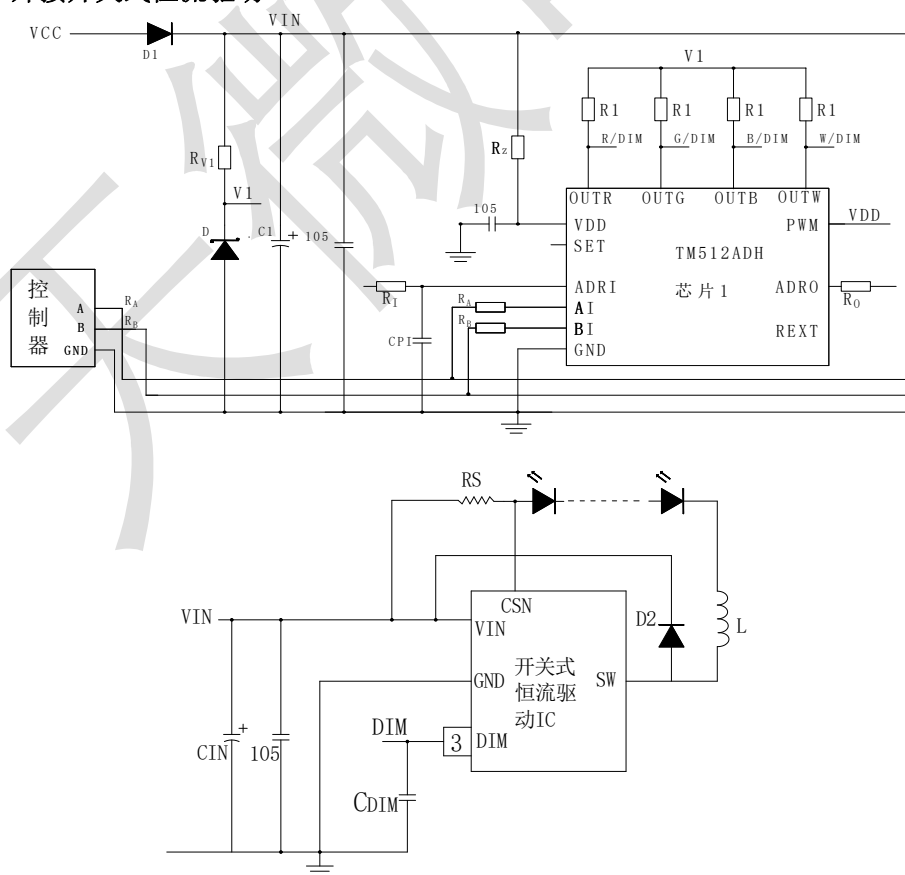 VIN
VCC
D1
V1
R1 R1 R1 R1
R/DIM G/DIM B/DIM W/DIM
RV1
Rz
V1
OUTR OUTG OUTB OUTW
105
VDD PWM VDD
D C1 + 105
SET TM512ADH
控制器
A RA
B RB
GND
RI ADRI 芯片1 ADRO RO
RA AI
RB BI REXT
CPI GND
RS
CSN
VIN VIN D2 L
开关式恒流驱动IC
GND SW
DIM 3 DIM
+
CIN 105
CDIM